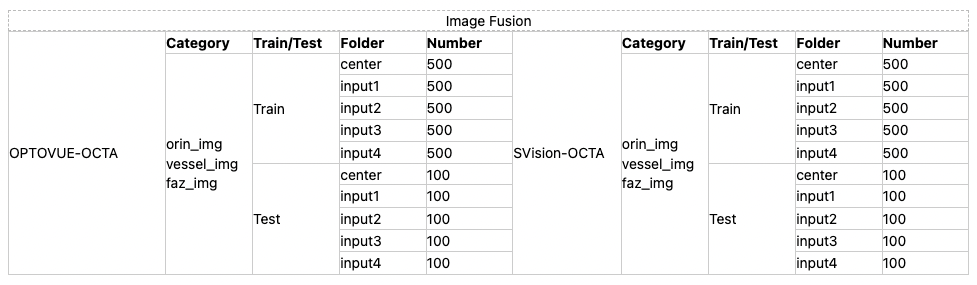 Image Fusion
Category Train/Test Folder Number Category Train/Test Folder Number
center 500 center 500
input1 500 input1 500
Train input2 500 Train input2 500
input3 500 input3 500
OPTOVUE-OCTA orin_img vessel_img faz_img input4 500 SVision-OCTA orin_img vessel_img faz_img input4 500
center 100 center 100
input1 100 input1 100
Test input2 100 Test input2 100
input3 100 input3 100
input4 100 input4 100